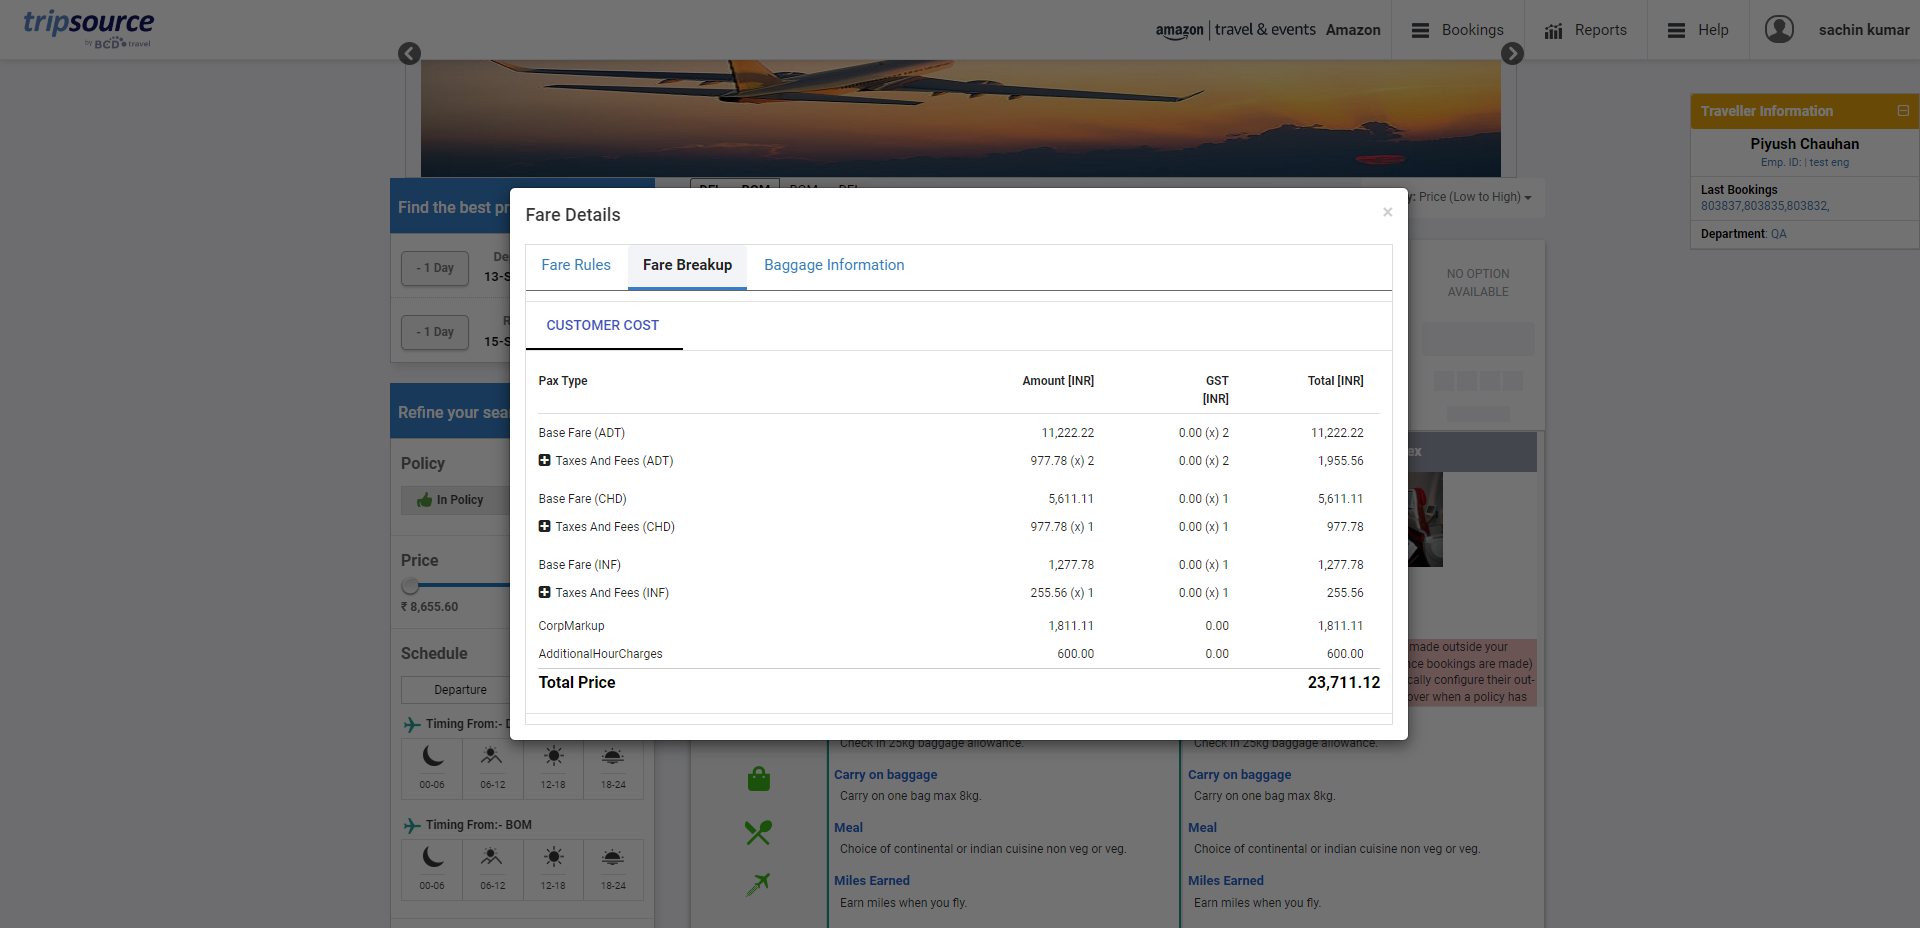 tripsource
by BCD travel
amazon | travel & events Amazon
Bookings
Reports
Help
sachin kumar
Traveller Information
Piyush Chauhan
Emp. ID: | test eng
Last Bookings
803837,803835,803832,
Department: QA
Find the best pr
Price (Low to High)
- 1 Day
13-S
- 1 Day
15-S
NO OPTION
AVAILABLE
Refine your sea
Policy
In Policy
Price
₹ 8,655.60
Schedule
Departure
Timing From:- D
00-06 06-12 12-18 18-24
Timing From:- BOM
00-06 06-12 12-18 18-24
Fare Details
×
Fare Rules Fare Breakup Baggage Information
CUSTOMER COST
Pax Type Amount [INR] GST [INR] Total [INR]
Base Fare (ADT) 11,222.22 0.00 (x) 2 11,222.22
Taxes And Fees (ADT) 977.78 (x) 2 0.00 (x) 2 1,955.56
Base Fare (CHD) 5,611.11 0.00 (x) 1 5,611.11
Taxes And Fees (CHD) 977.78 (x) 1 0.00 (x) 1 977.78
Base Fare (INF) 1,277.78 0.00 (x) 1 1,277.78
Taxes And Fees (INF) 255.56 (x) 1 0.00 (x) 1 255.56
CorpMarkup 1,811.11 0.00 1,811.11
AdditionalHourCharges 600.00 0.00 600.00
Total Price 23,711.12
ex
made outside your
nce bookings are made)
cally configure their out-
over when a policy has
Check in 25kg baggage allowance. Check in 25kg baggage allowance.
Carry on baggage Carry on baggage
Carry on one bag max 8kg. Carry on one bag max 8kg.
Meal Meal
Choice of continental or indian cuisine non veg or veg. Choice of continental or indian cuisine non veg or veg.
Miles Earned Miles Earned
Earn miles when you fly. Earn miles when you fly.